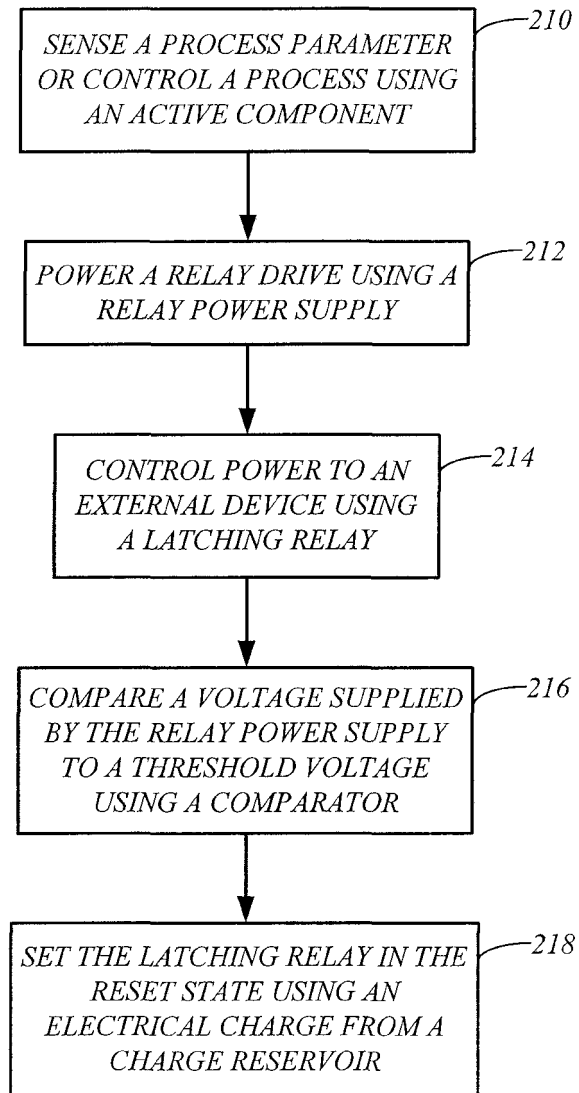 210
SENSE A PROCESS PARAMETER
OR CONTROL A PROCESS USING
AN ACTIVE COMPONENT
212
POWER A RELAY DRIVE USING A
RELAY POWER SUPPLY
214
CONTROL POWER TO AN
EXTERNAL DEVICE USING
A LATCHING RELAY
216
COMPARE A VOLTAGE SUPPLIED
BY THE RELAY POWER SUPPLY
TO A THRESHOLD VOLTAGE
USING A COMPARATOR
218
SET THE LATCHING RELAY IN THE
RESET STATE USING AN
ELECTRICAL CHARGE FROM A
CHARGE RESERVOIR